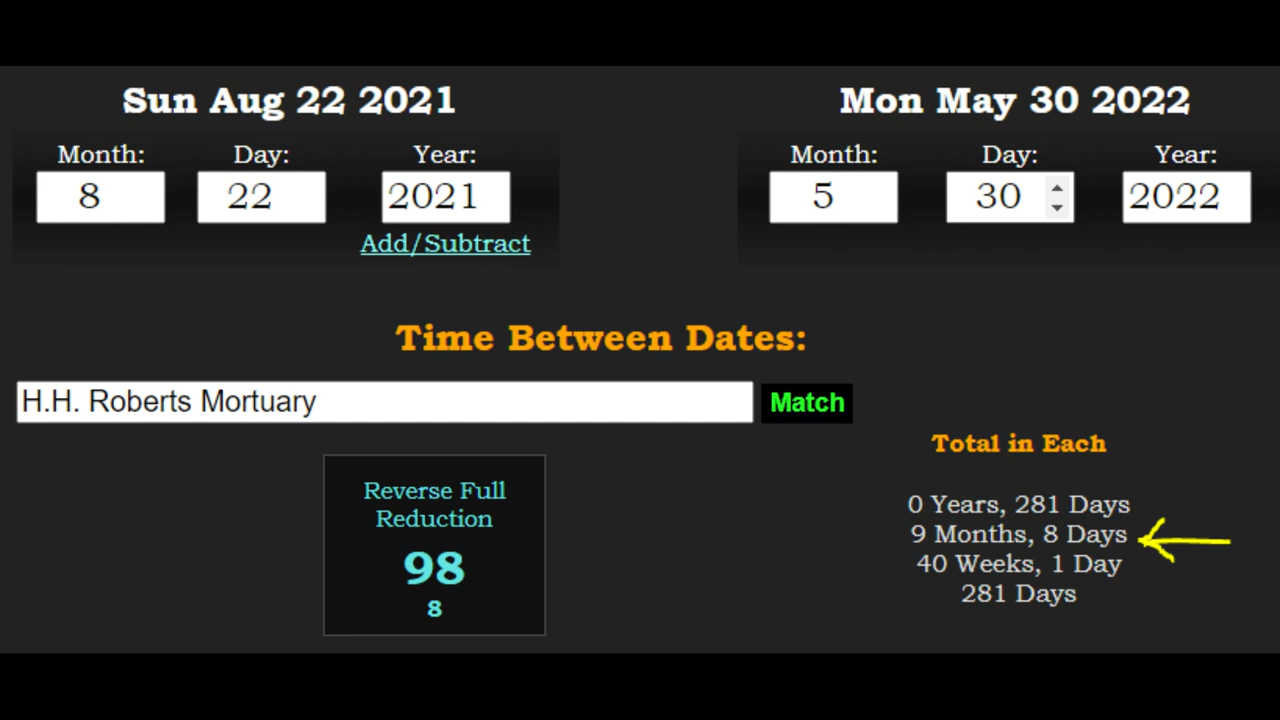 Sun Aug 22 2021
Mon May 30 2022
Month: Day: Year:
8 22 2021
Add/Subtract
Month: Day: Year:
5 30 2022
Time Between Dates:
H.H. Roberts Mortuary
Match
Reverse Full
Reduction
98
8
Total in Each
0 Years, 281 Days
9 Months, 8 Days
40 Weeks, 1 Day
281 Days